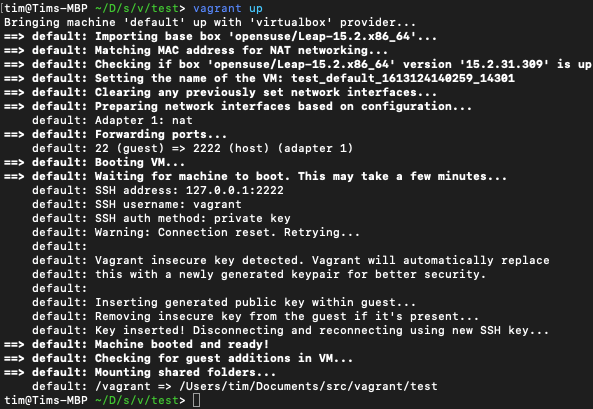 [tim@Tims-MBP ~/D/s/v/test> vagrant up
Bringing machine 'default' up with 'virtualbox' provider...
==> default: Importing base box 'opensuse/Leap-15.2.x86_64'...
==> default: Matching MAC address for NAT networking...
==> default: Checking if box 'opensuse/Leap-15.2.x86_64' version '15.2.31.309' is up
==> default: Setting the name of the VM: test_default_1613124140259_14301
==> default: Clearing any previously set network interfaces...
==> default: Preparing network interfaces based on configuration...
    default: Adapter 1: nat
==> default: Forwarding ports...
    default: 22 (guest) => 2222 (host) (adapter 1)
==> default: Booting VM...
==> default: Waiting for machine to boot. This may take a few minutes...
    default: SSH address: 127.0.0.1:2222
    default: SSH username: vagrant
    default: SSH auth method: private key
    default: Warning: Connection reset. Retrying...
    default:
    default: Vagrant insecure key detected. Vagrant will automatically replace
    default: this with a newly generated keypair for better security.
    default:
    default: Inserting generated public key within guest...
    default: Removing insecure key from the guest if it's present...
    default: Key inserted! Disconnecting and reconnecting using new SSH key...
==> default: Machine booted and ready!
==> default: Checking for guest additions in VM...
==> default: Mounting shared folders...
    default: /vagrant => /Users/tim/Documents/src/vagrant/test
tim@Tims-MBP ~/D/s/v/test>